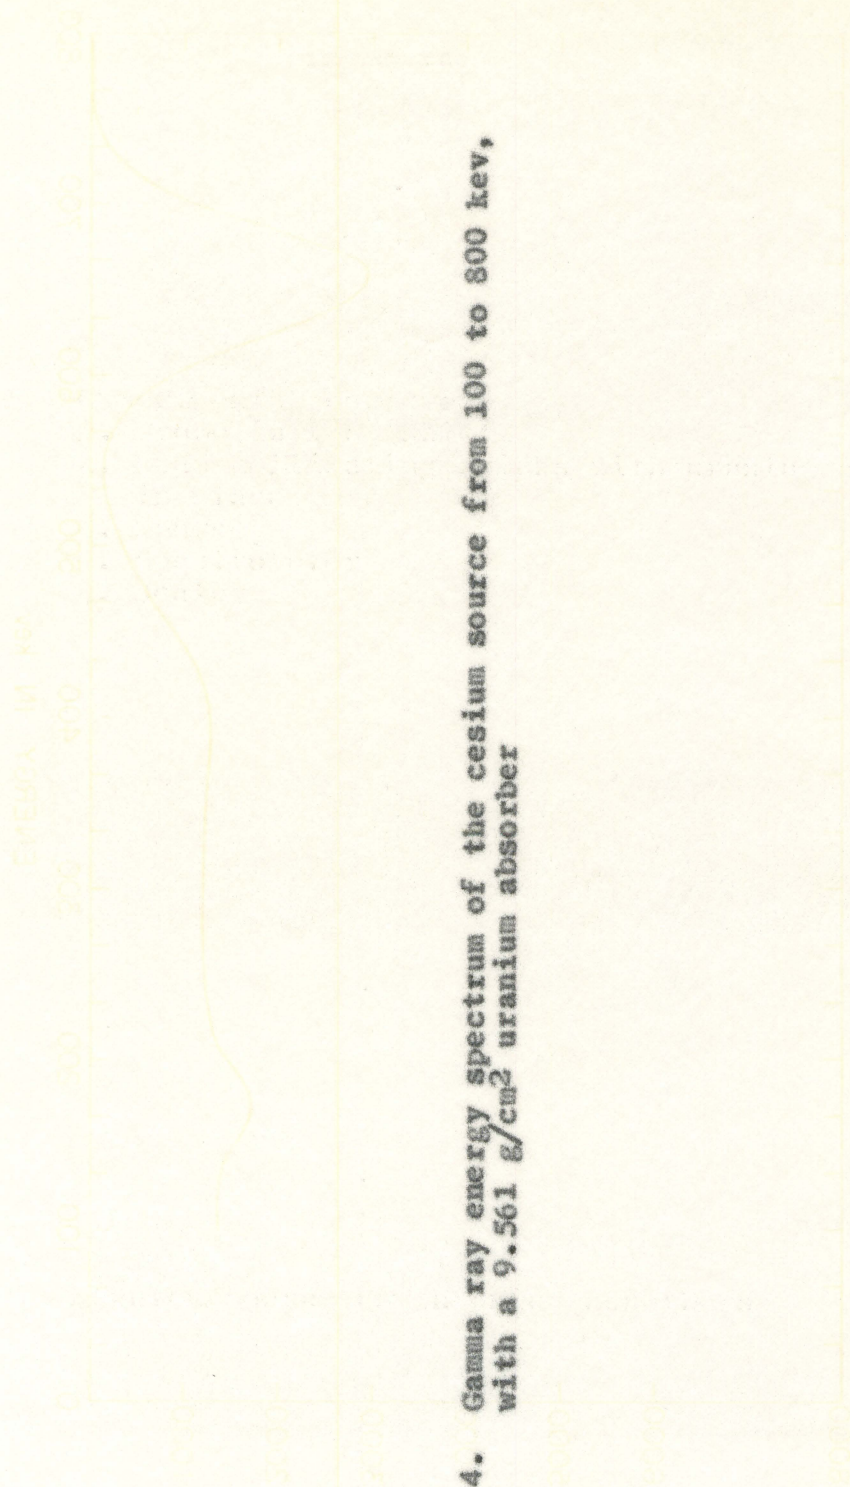 4. Gamma ray energy spectrum of the cesium source from 100 to 800 kev,
with a 9.561 g/cm² uranium absorber